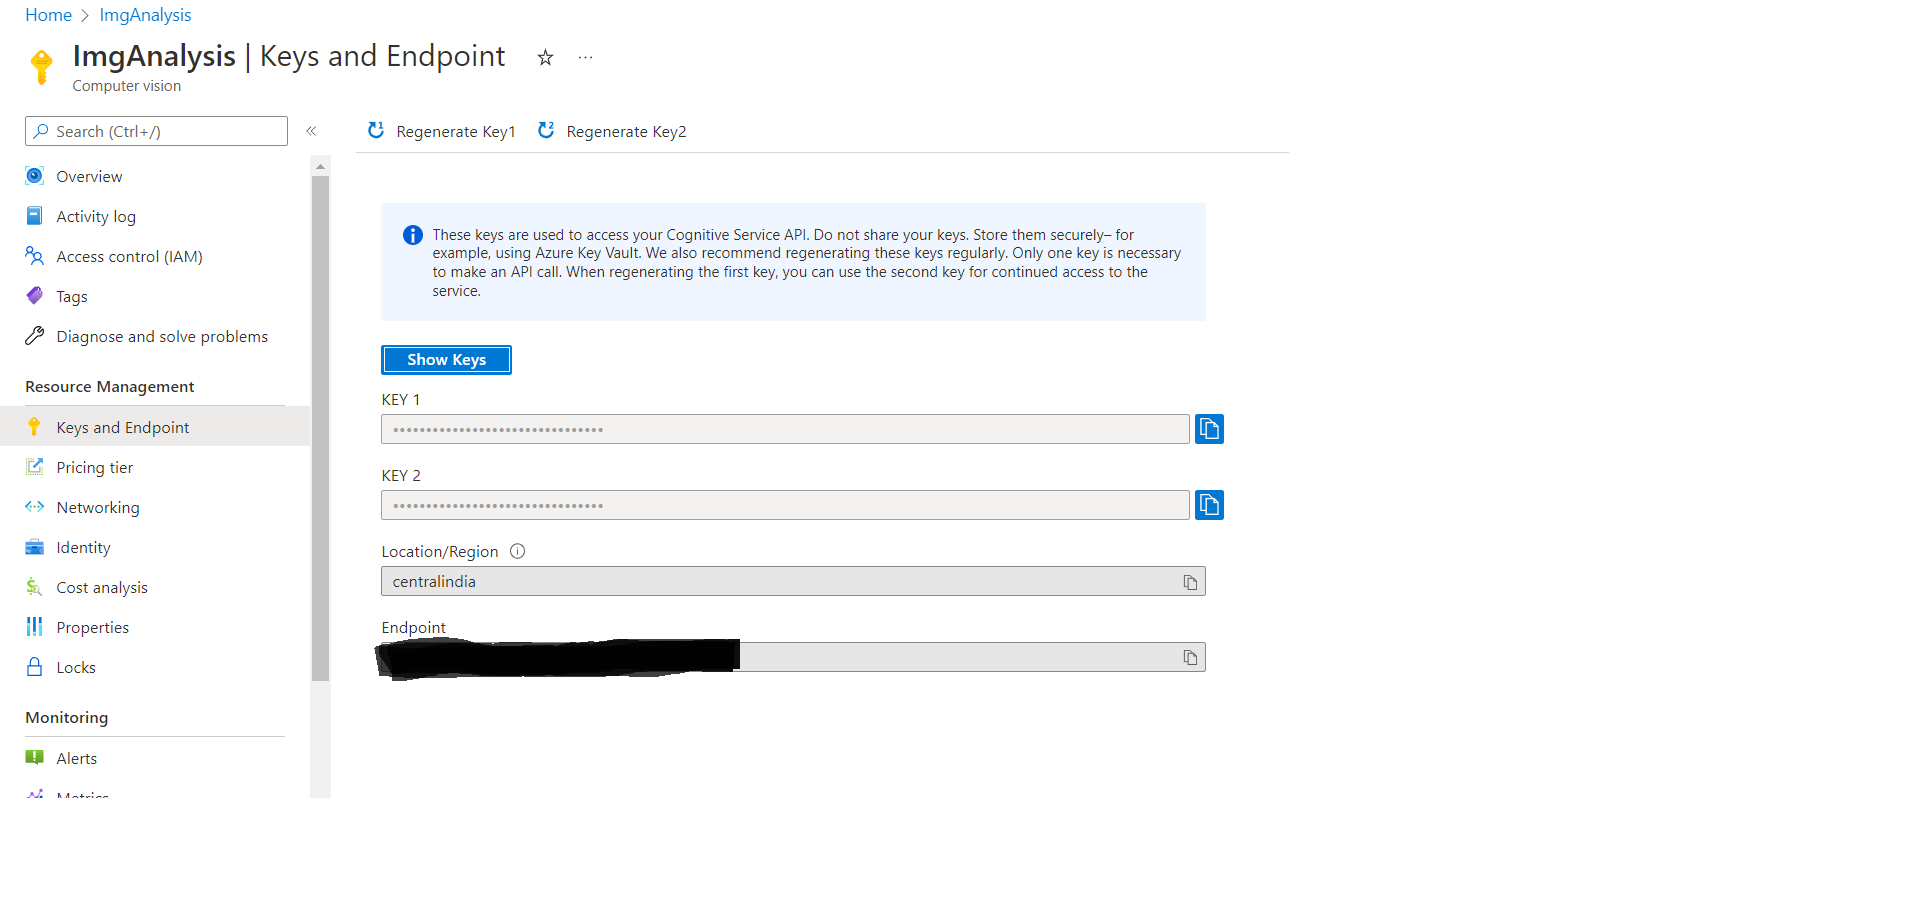 Home > ImgAnalysis
ImgAnalysis | Keys and Endpoint
Computer vision
Search (Ctrl+/)
«
Overview
Activity log
Access control (IAM)
Tags
Diagnose and solve problems
Resource Management
Keys and Endpoint
Pricing tier
Networking
Identity
Cost analysis
Properties
Locks
Monitoring
Alerts
Metrics
Regenerate Key1
Regenerate Key2
These keys are used to access your Cognitive Service API. Do not share your keys. Store them securely– for
example, using Azure Key Vault. We also recommend regenerating these keys regularly. Only one key is necessary
to make an API call. When regenerating the first key, you can use the second key for continued access to the
service.
Show Keys
KEY 1
••••••••••••••••••••••••••••••••
KEY 2
••••••••••••••••••••••••••••••••
Location/Region
centralindia
Endpoint